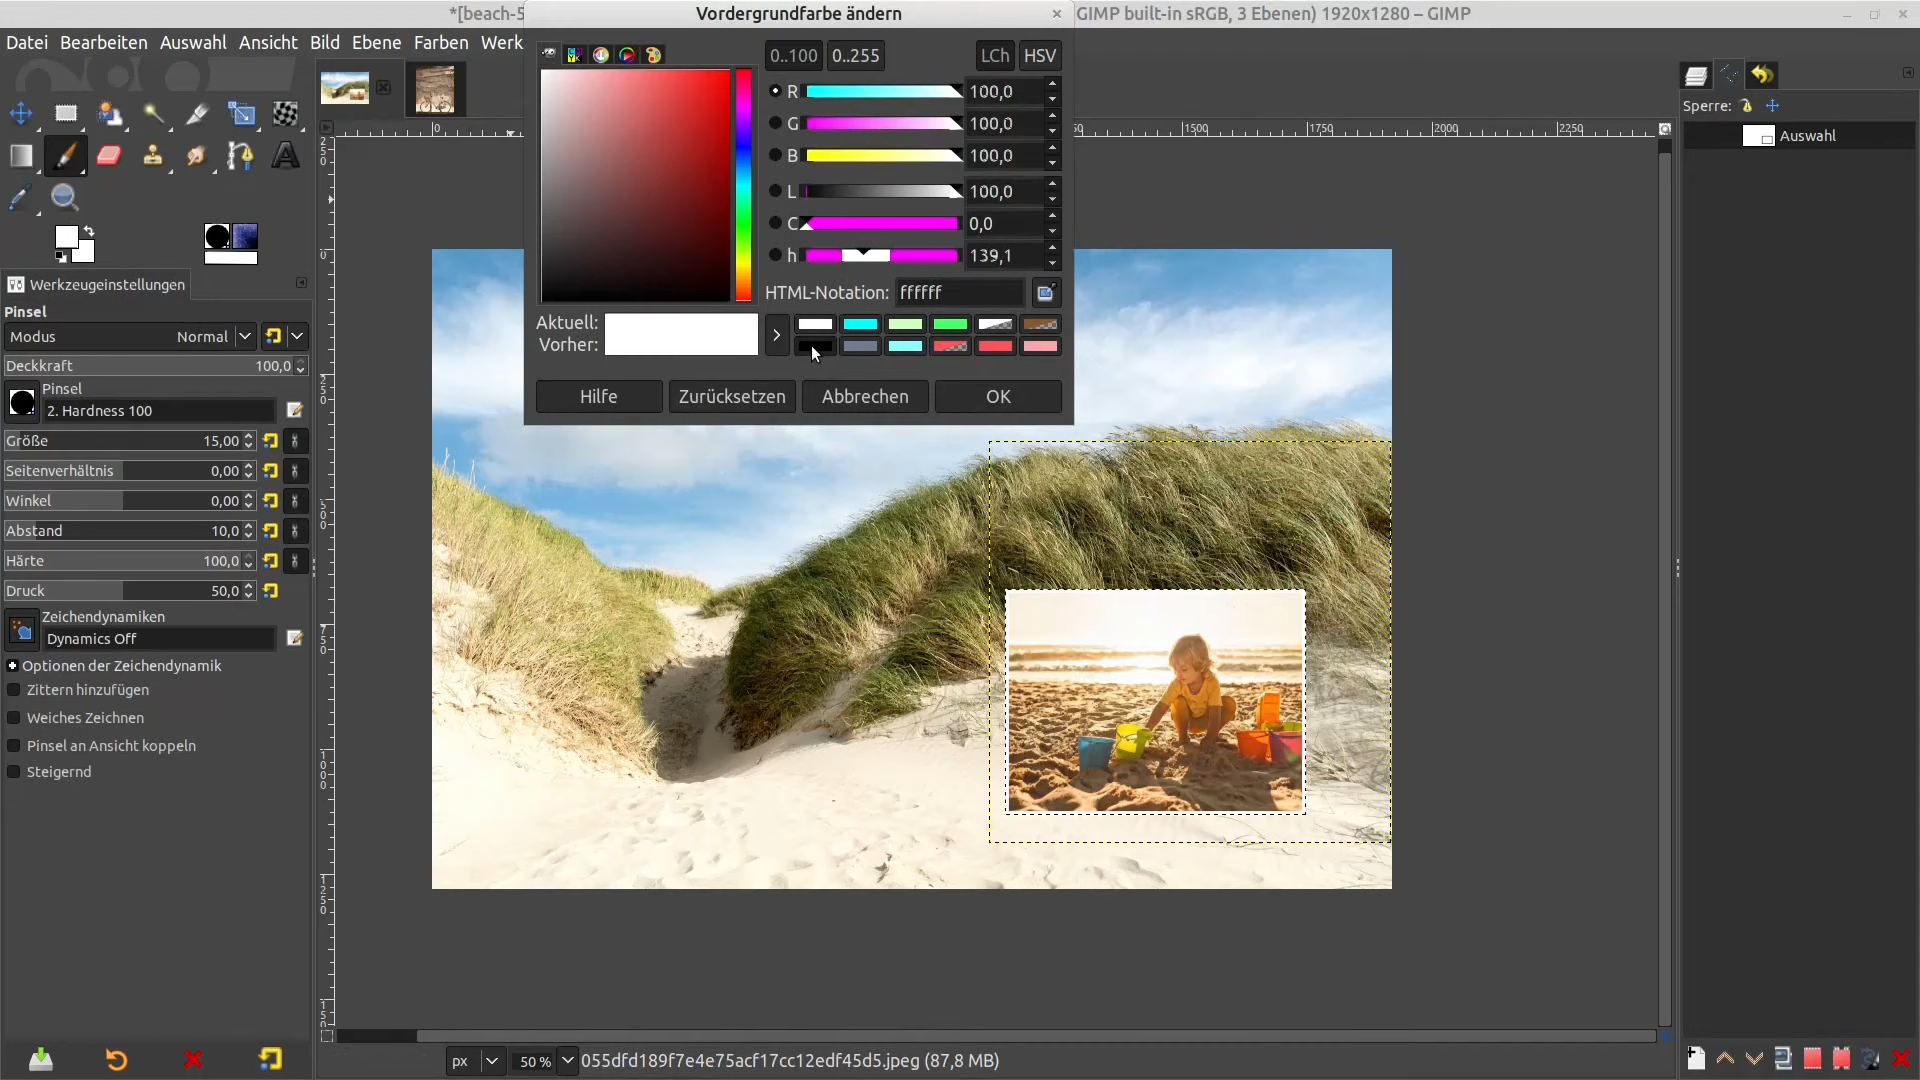 *[beach-5
Vordergrundfarbe ändern
GIMP built-in sRGB, 3 Ebenen) 1920x1280 – GIMP
Datei Bearbeiten Auswahl Ansicht Bild Ebene Farben Werk
0..100 0..255 LCh HSV
R 100,0
G 100,0
B 100,0
L 100,0
C 0,0
h 139,1
HTML-Notation: ffffff
Aktuell:
Vorher:
Hilfe Zurücksetzen Abbrechen OK
Sperre:
Auswahl
0 1500 1750 2000 2250
Werkzeugeinstellungen
Pinsel
Modus Normal
Deckkraft 100,0
Pinsel
2. Hardness 100
Größe 15,00
Seitenverhältnis 0,00
Winkel 0,00
Abstand 10,0
Härte 100,0
Druck 50,0
Zeichendynamiken
Dynamics Off
Optionen der Zeichendynamik
Zittern hinzufügen
Weiches Zeichnen
Pinsel an Ansicht koppeln
Steigernd
px 50 % 055dfd189f7e4e75acf17cc12edf45d5.jpeg (87,8 MB)